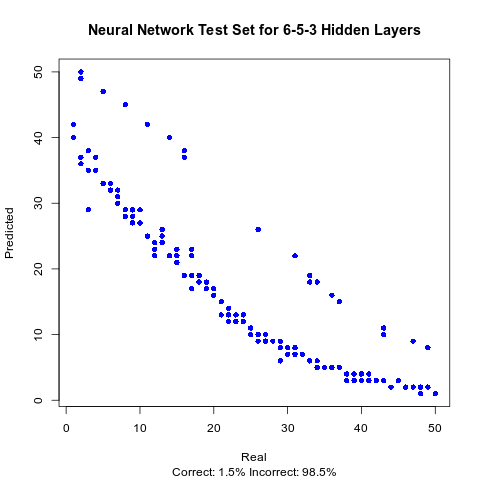 Neural Network Test Set for 6-5-3 Hidden Layers
Predicted
50
40
30
20
10
0
0 10 20 30 40 50
Real
Correct: 1.5% Incorrect: 98.5%